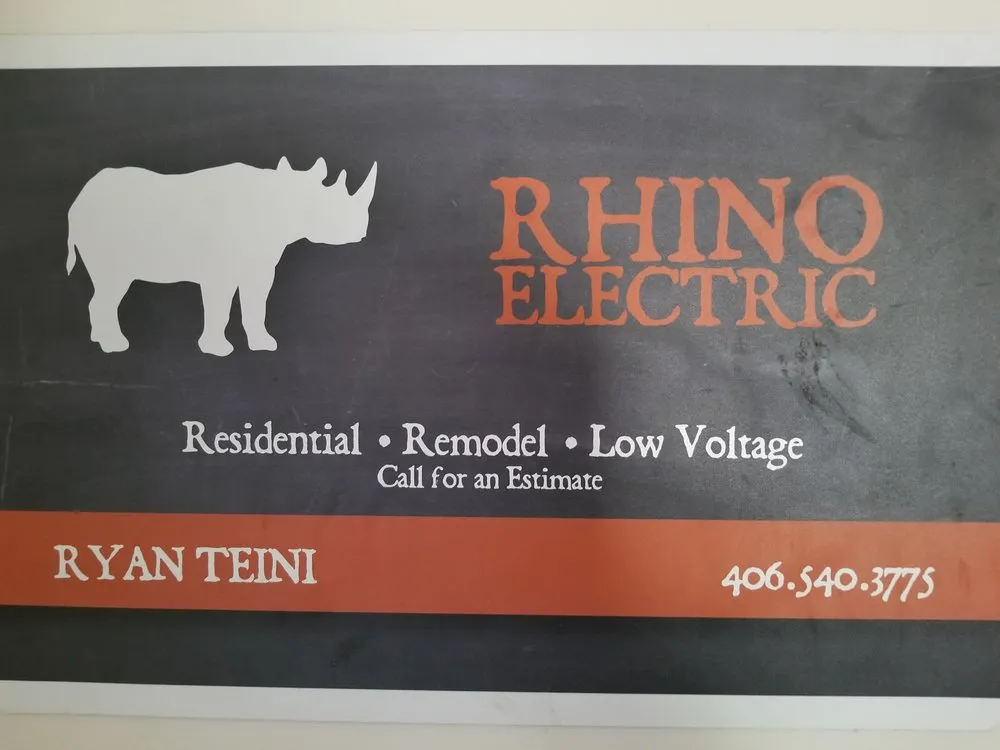 RHINO
ELECTRIC
Residential • Remodel • Low Voltage
Call for an Estimate
RYAN TEINI
406.540.3775